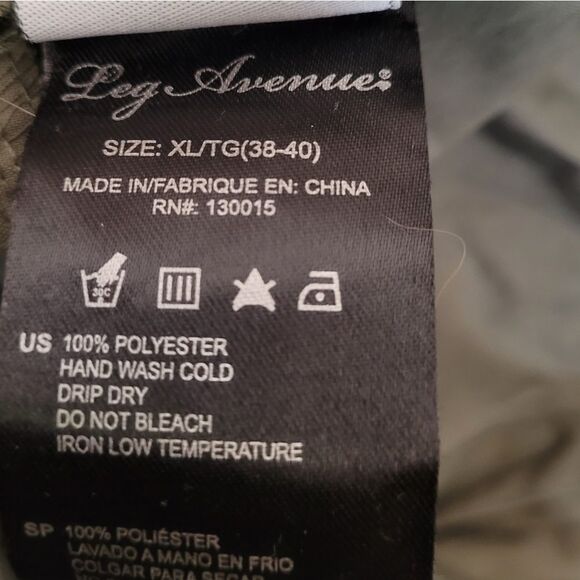 Leg Avenue
SIZE: XL/TG(38-40)
MADE IN/FABRIQUE EN: CHINA
RN#: 130015
30C
US 100% POLYESTER
HAND WASH COLD
DRIP DRY
DO NOT BLEACH
IRON LOW TEMPERATURE
SP 100% POLIÉSTER
LAVADO A MANO EN FRIO
COLGAR PARA SECAR